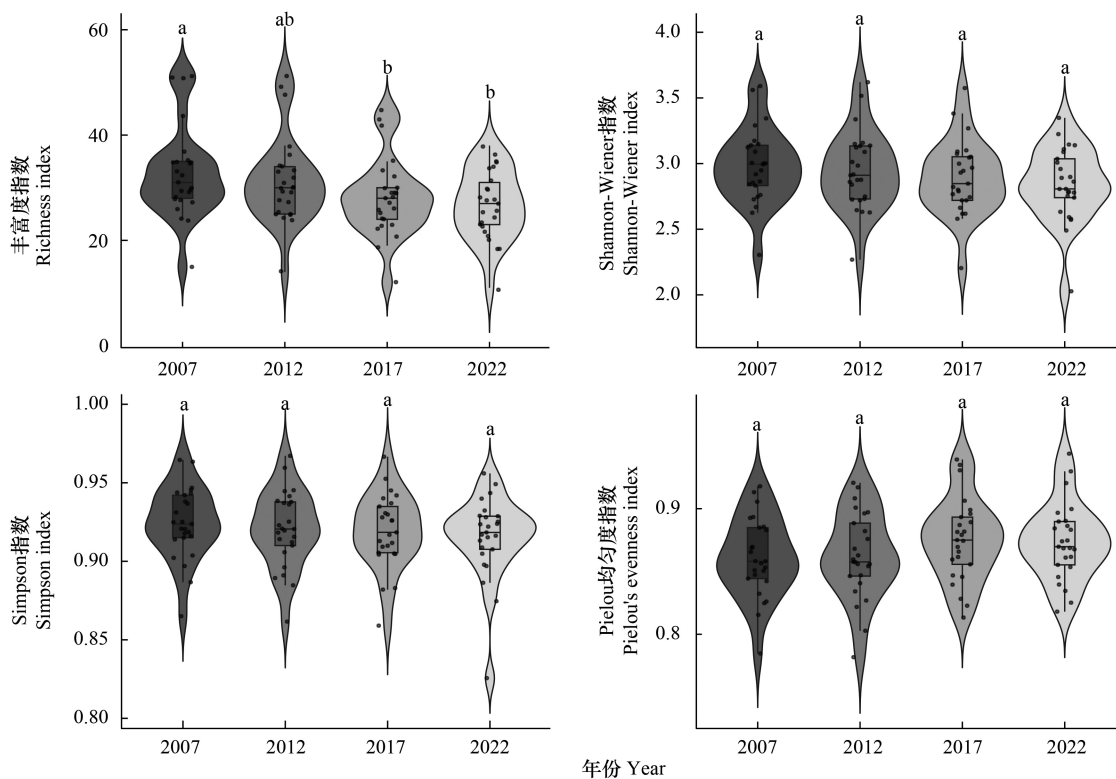 60
40
20
0
丰富度指数
Richness index
a
ab
b
b
2007
2012
2017
2022
4.0
3.5
3.0
2.5
2.0
Shannon-Wiener指数
Shannon-Wiener index
a
a
a
a
2007
2012
2017
2022
1.00
0.95
0.90
0.85
0.80
Simpson指数
Simpson index
a
a
a
a
2007
2012
2017
2022
0.9
0.8
Pielou均匀度指数
Pielou's evenness index
a
a
a
a
2007
2012
2017
2022
年份 Year